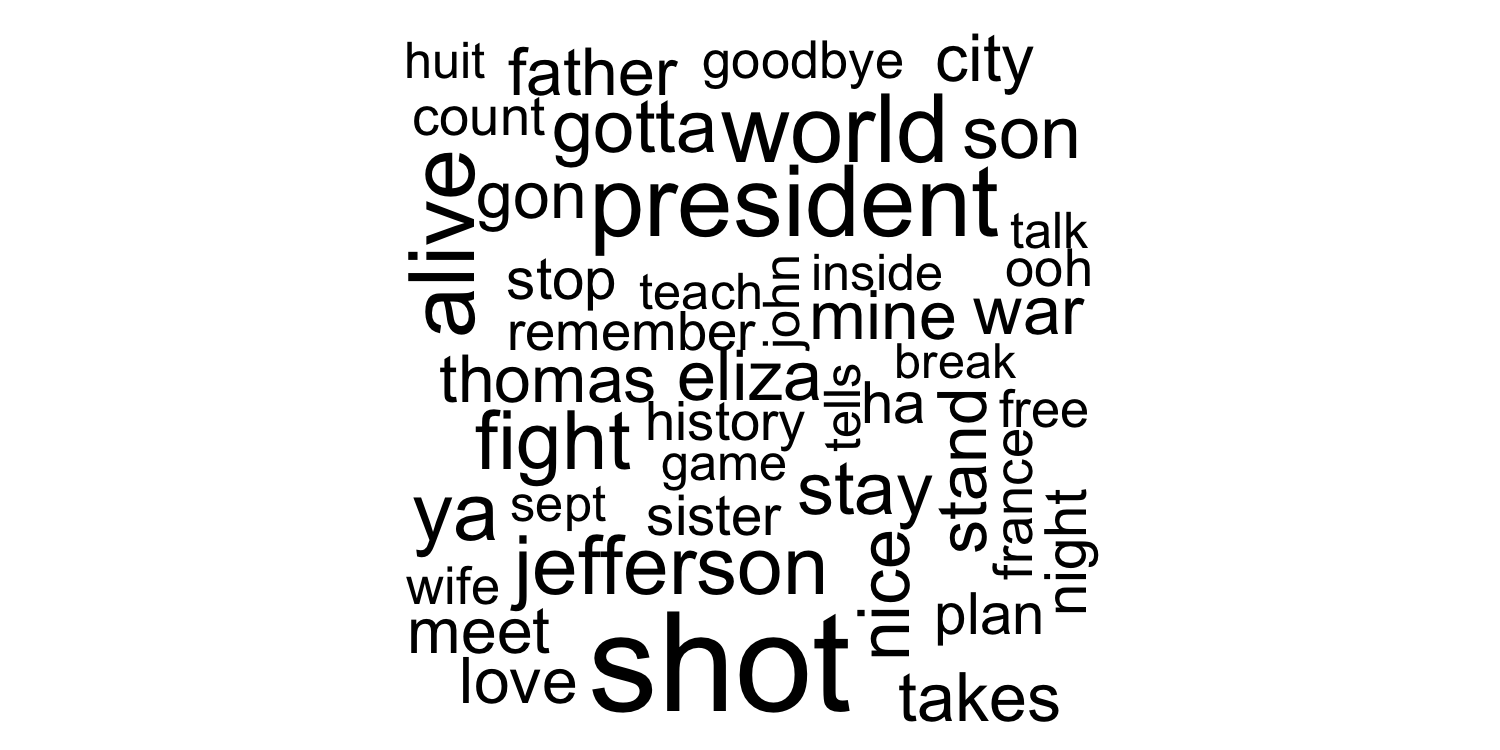 huit father goodbye city
count gotta world son
alive gon president talk
stop teach john inside ooh
remember mine war
thomas eliza tells ha break free
fight history stand france
game stay night
ya sept sister
wife jefferson nice plan
meet shot
love takes